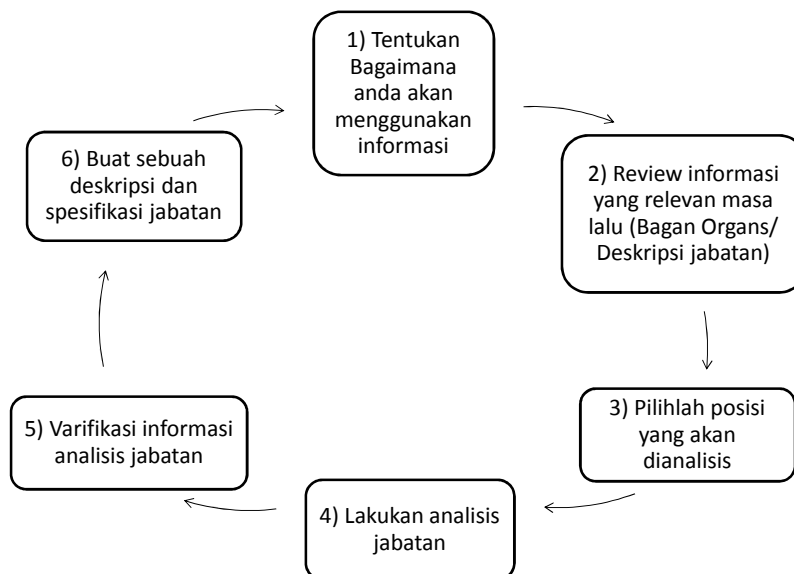 1) Tentukan
Bagaimana
anda akan
menggunakan
informasi
2) Review informasi
yang relevan masa
lalu (Bagan Organs/
Deskripsi jabatan)
3) Pilihlah posisi
yang akan
dianalisis
4) Lakukan analisis
jabatan
5) Varifikasi informasi
analisis jabatan
6) Buat sebuah
deskripsi dan
spesifikasi jabatan